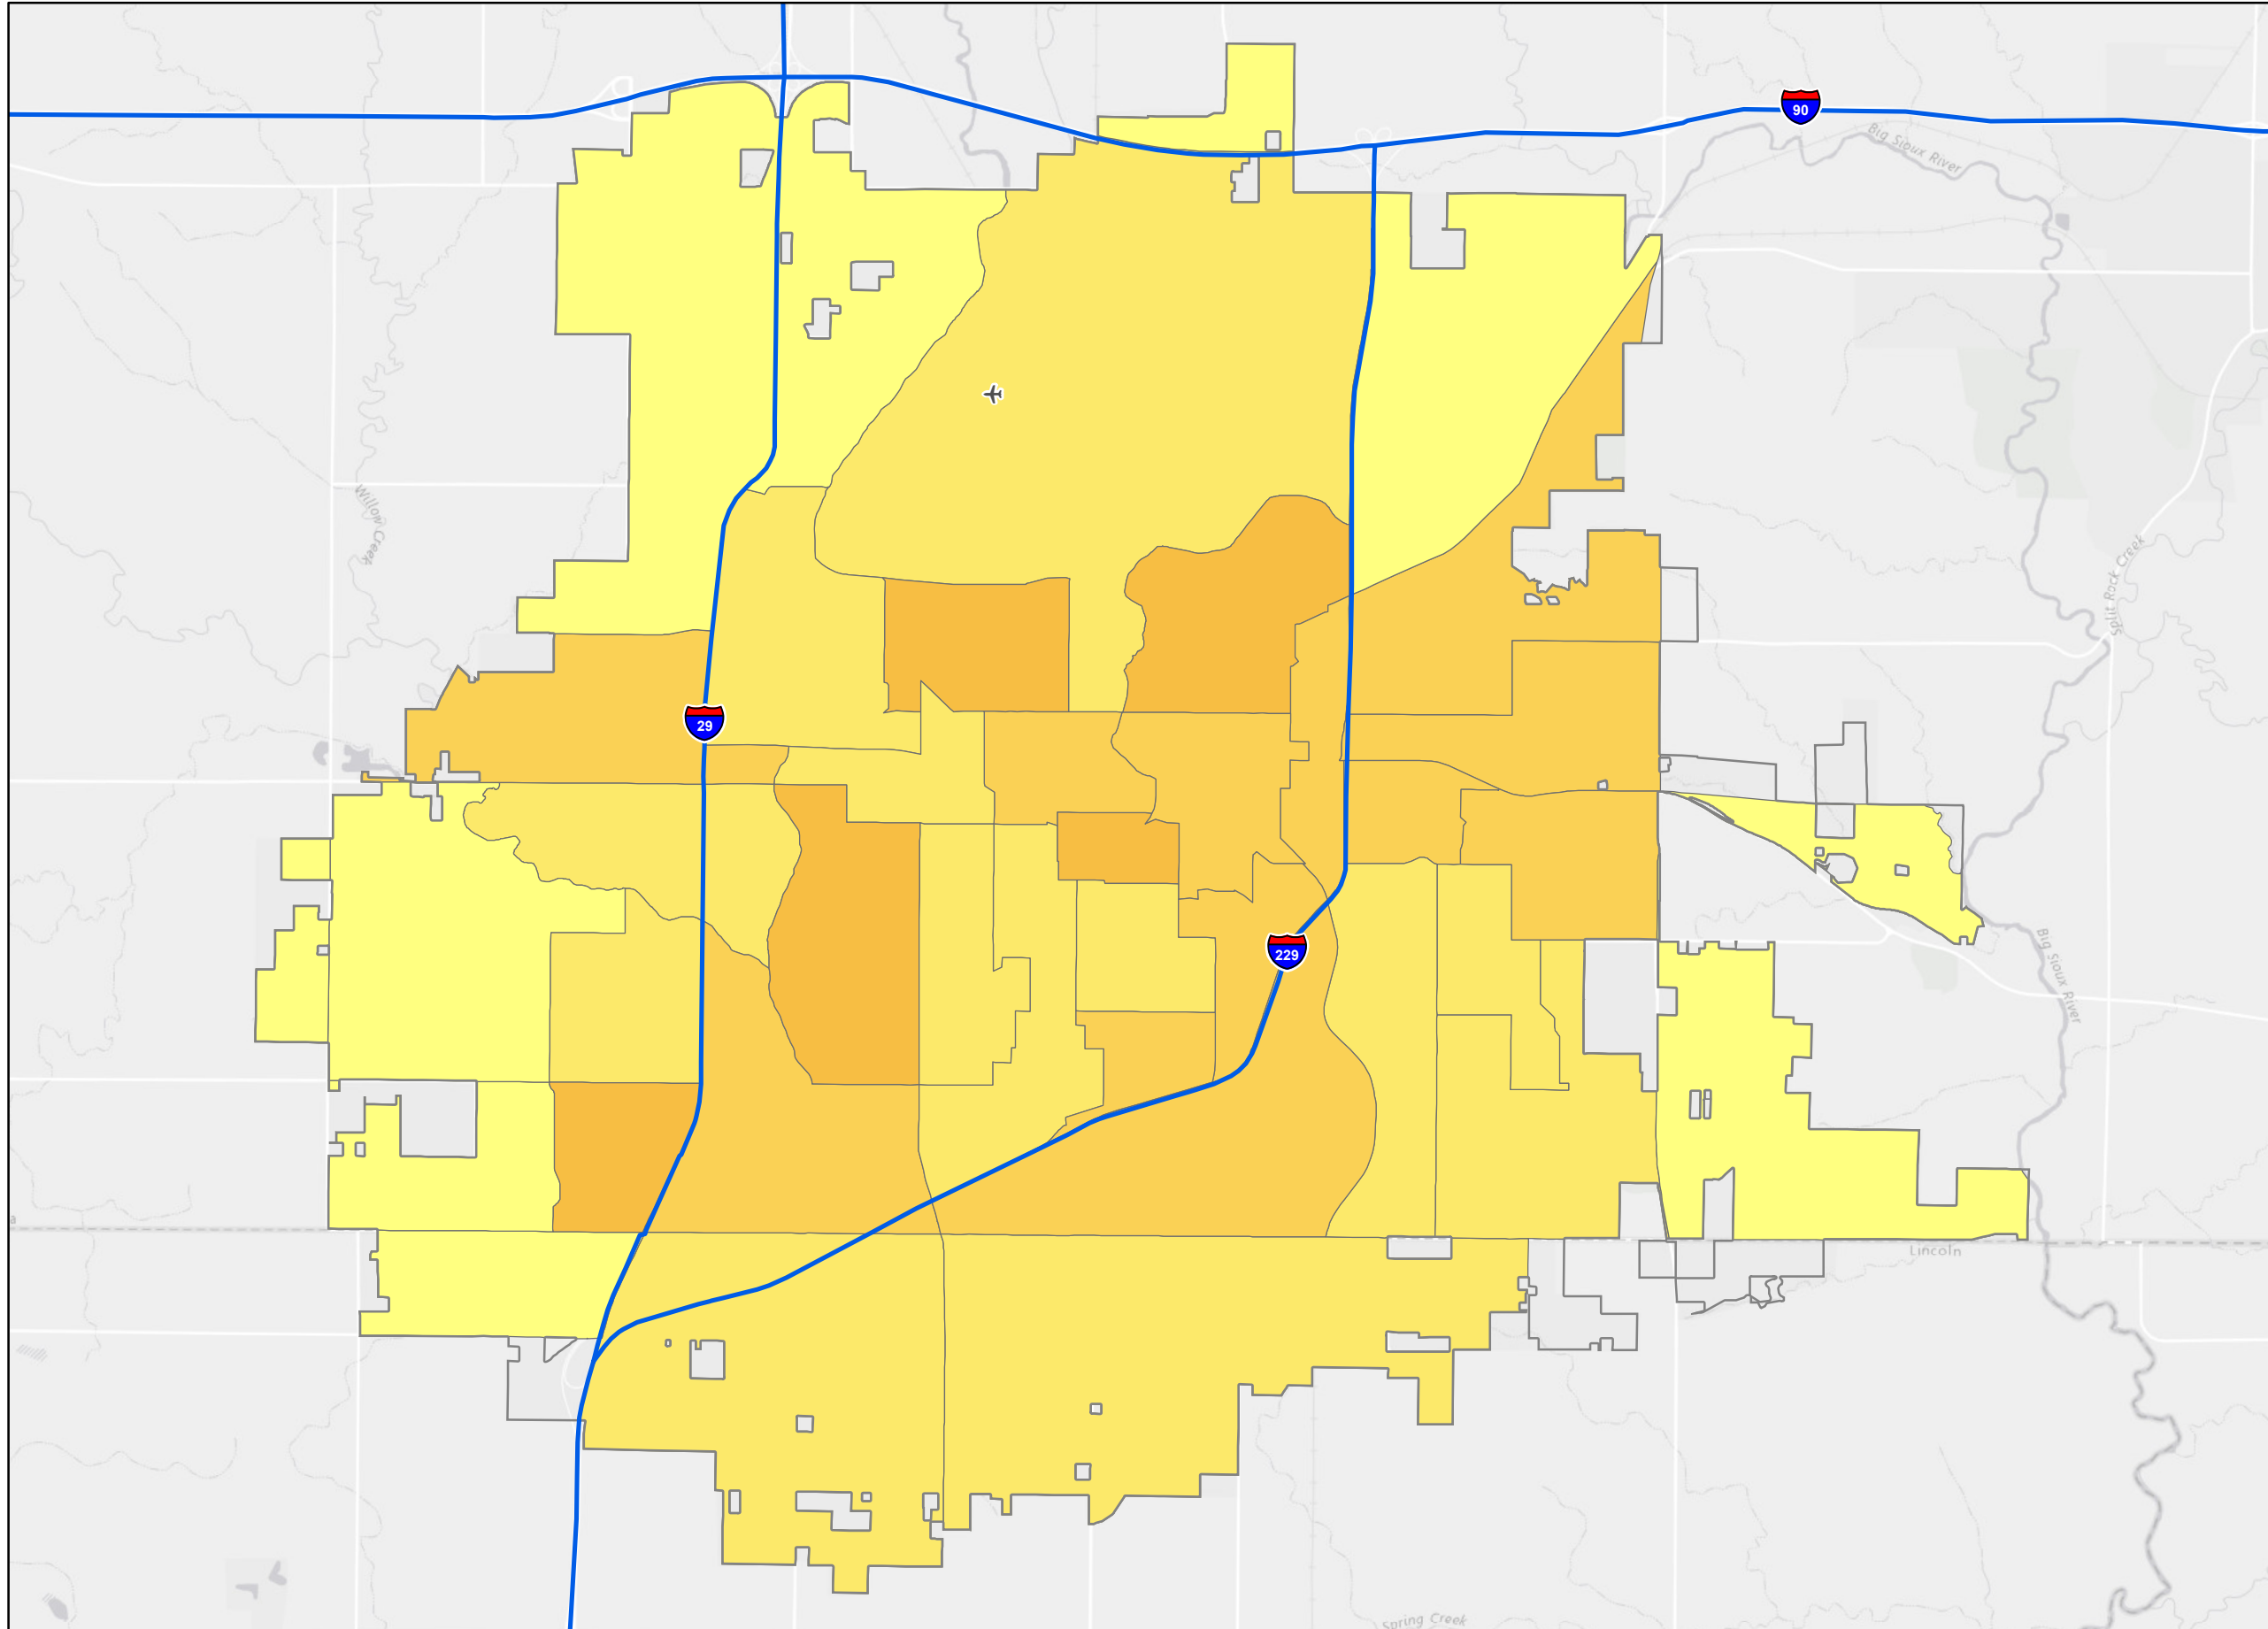 90
Big Sioux River
Willow Creek
Split Rock Creek
29
229
Big Sioux River
a
Lincoln
Spring Creek